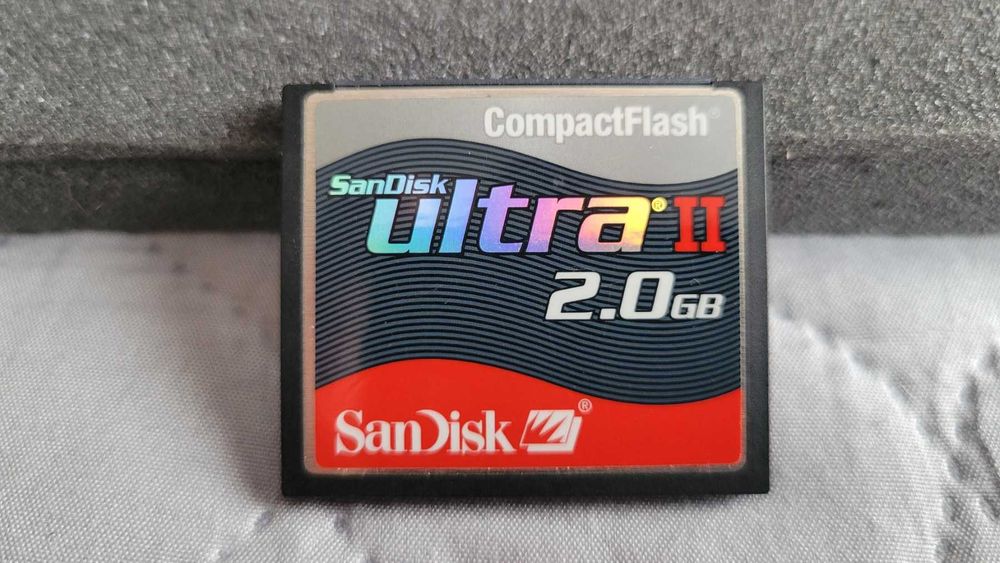 CompactFlash®
SanDisk
ultra® II
2.0GB
SanDisk®